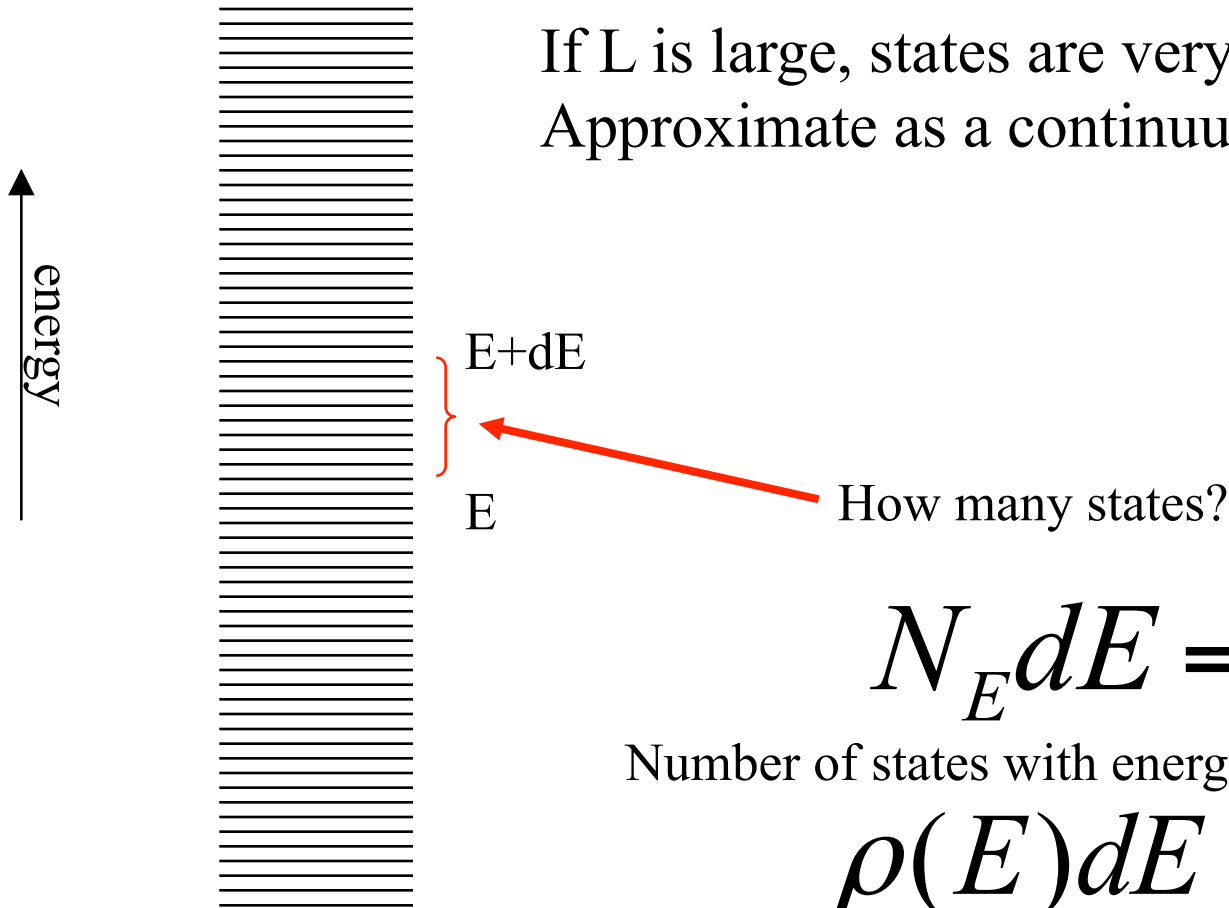 If L is large, states are very
Approximate as a continuu
energy
E+dE
E
How many states?
N_E dE =
Number of states with energ
ρ(E)dE